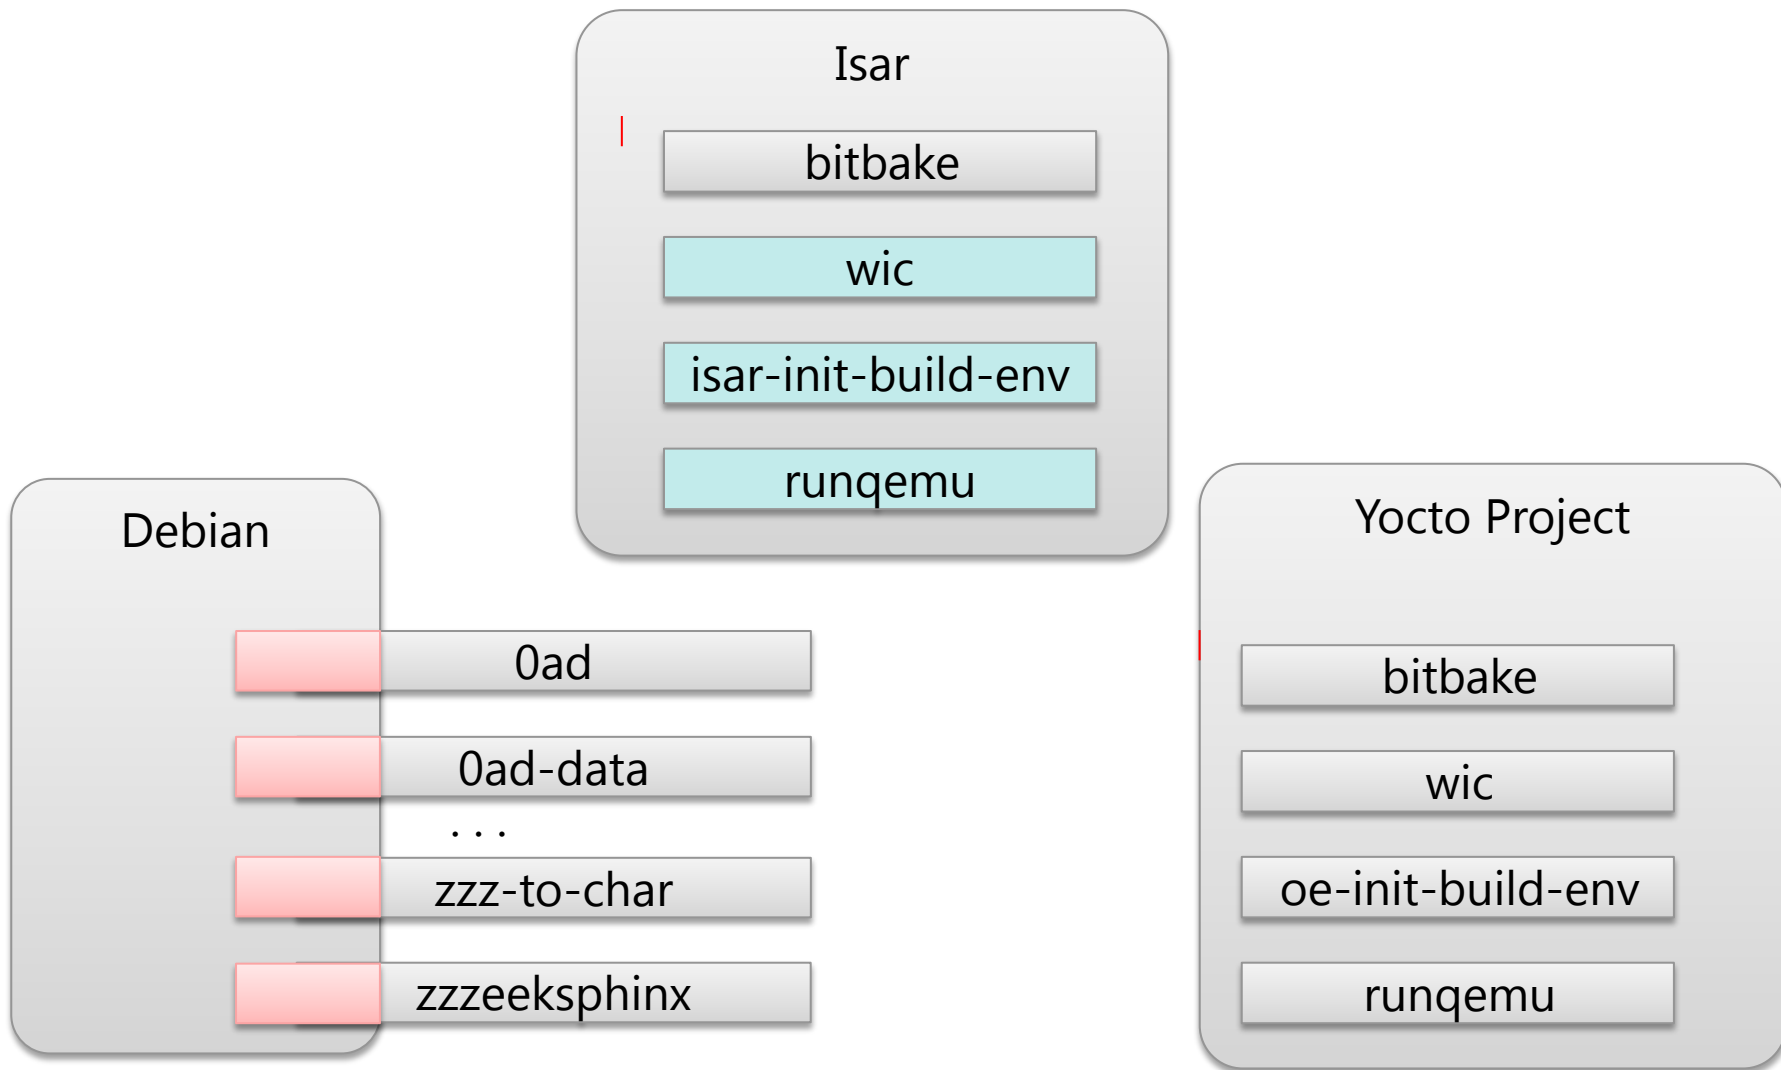 Isar
bitbake
wic
isar-init-build-env
runqemu
Debian
0ad
0ad-data
. . .
zzz-to-char
zzzeeksphinx
Yocto Project
bitbake
wic
oe-init-build-env
runqemu